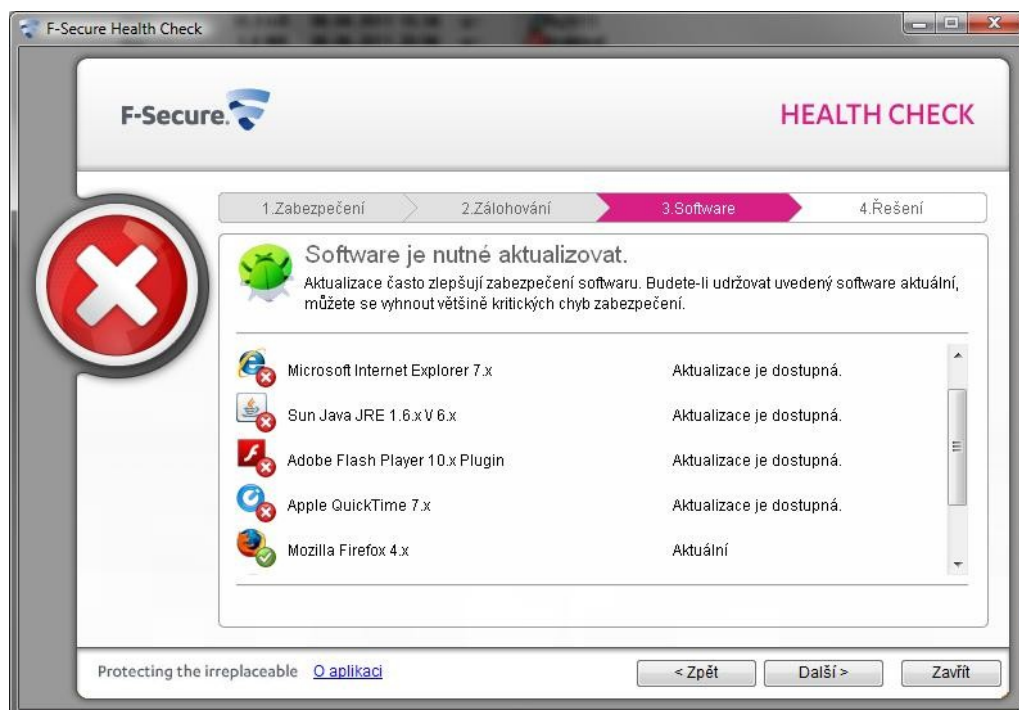 F-Secure Health Check
F-Secure.
HEALTH CHECK
1.Zabezpečení 2.Zálohování 3.Software 4.Řešení
Software je nutné aktualizovat.
Aktualizace často zlepšují zabezpečení softwaru. Budete-li udržovat uvedený software aktuální,
můžete se vyhnout většině kritických chyb zabezpečení.
Microsoft Internet Explorer 7.x Aktualizace je dostupná.
Sun Java JRE 1.6.x V 6.x Aktualizace je dostupná.
Adobe Flash Player 10.x Plugin Aktualizace je dostupná.
Apple QuickTime 7.x Aktualizace je dostupná.
Mozilla Firefox 4.x Aktuální
Protecting the irreplaceable O aplikaci < Zpět Další > Zavřít